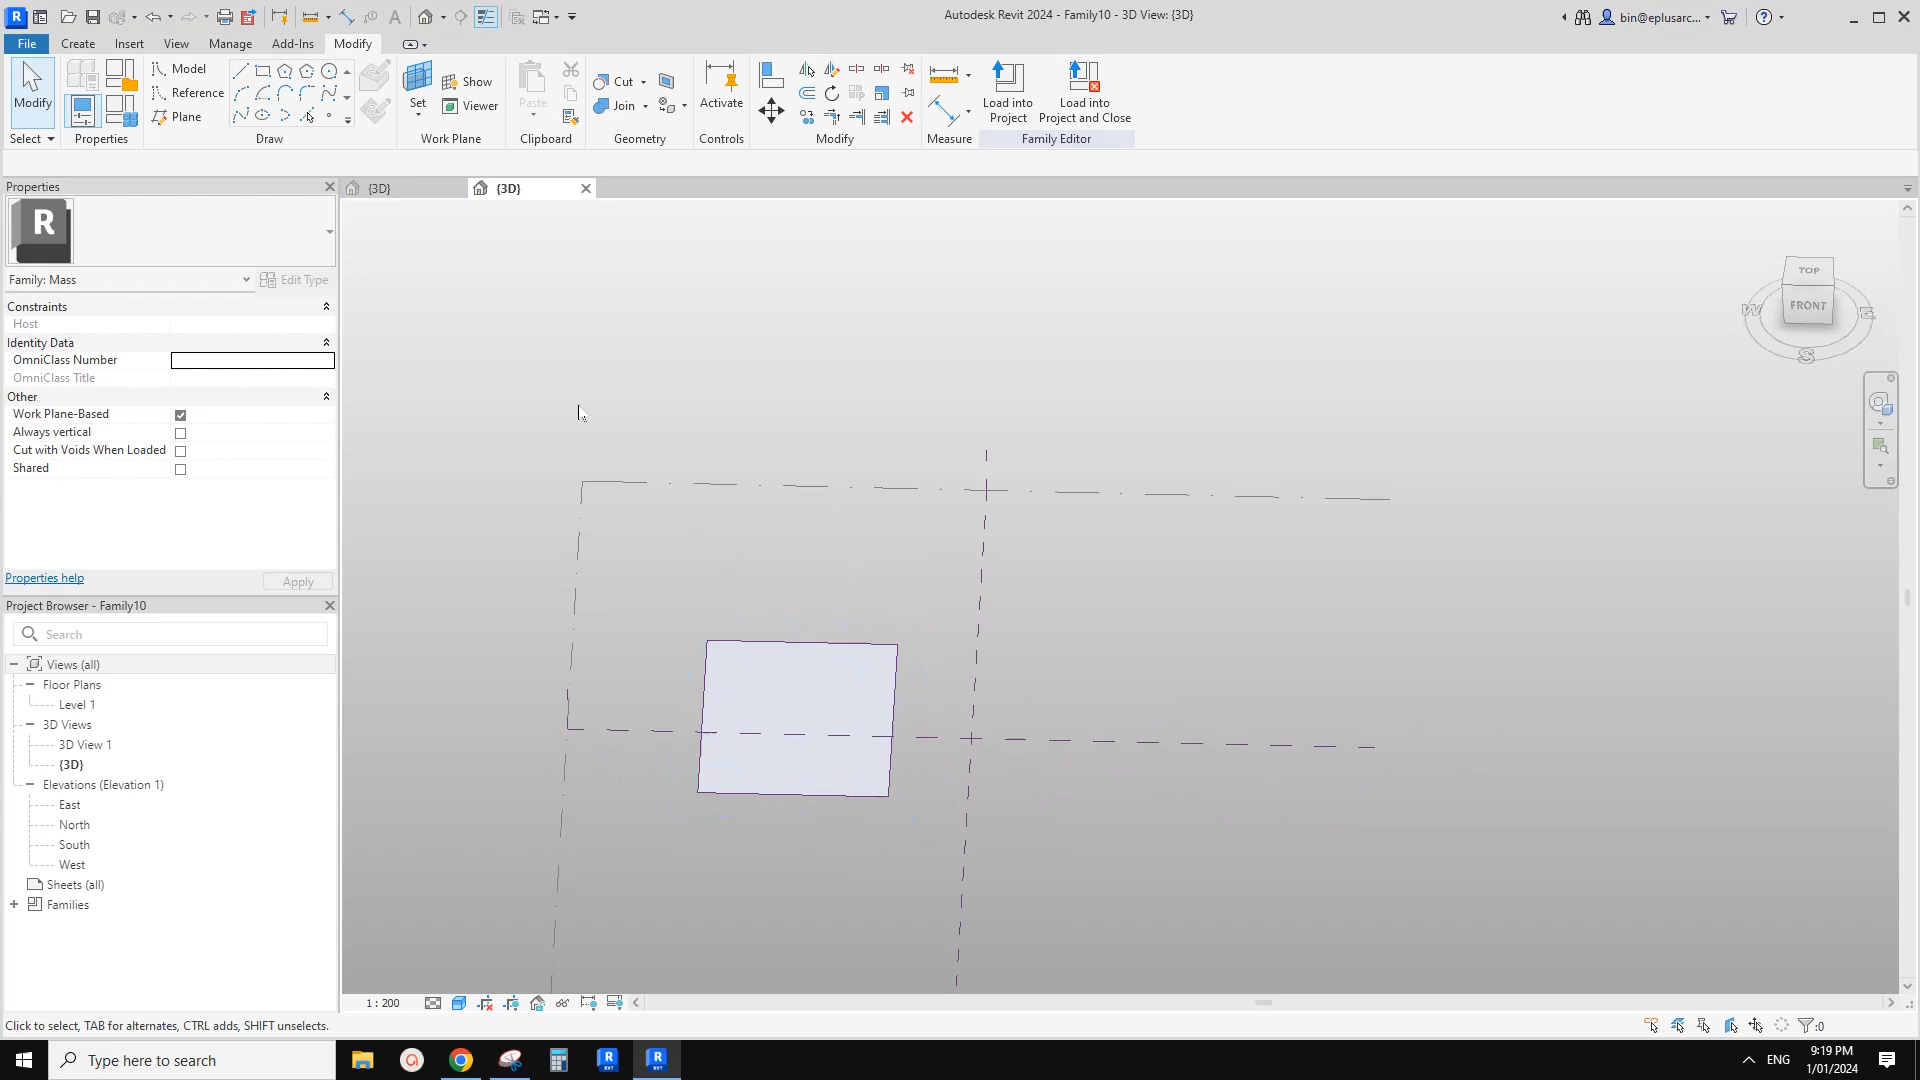 Autodesk Revit 2024 - Family10 - 3D View: {3D}
bin@eplusarc...
File Create Insert View Manage Add-Ins Modify
Modify
Model
Reference
Plane
Set
Show
Viewer
Paste
Cut
Join
Activate
Load into Project
Load into Project and Close
Select Properties Draw Work Plane Clipboard Geometry Controls Modify Measure Family Editor
Properties
{3D}
{3D}
R
Family: Mass
Edit Type
Constraints
Host
Identity Data
OmniClass Number
OmniClass Title
Other
Work Plane-Based
Always vertical
Cut with Voids When Loaded
Shared
Properties help
Apply
Project Browser - Family10
Search
Views (all)
Floor Plans
Level 1
3D Views
3D View 1
{3D}
Elevations (Elevation 1)
East
North
South
West
Sheets (all)
Families
TOP
FRONT
W
E
S
1 : 200
Click to select, TAB for alternates, CTRL adds, SHIFT unselects.
:0
Type here to search
ENG
9:19 PM
1/01/2024